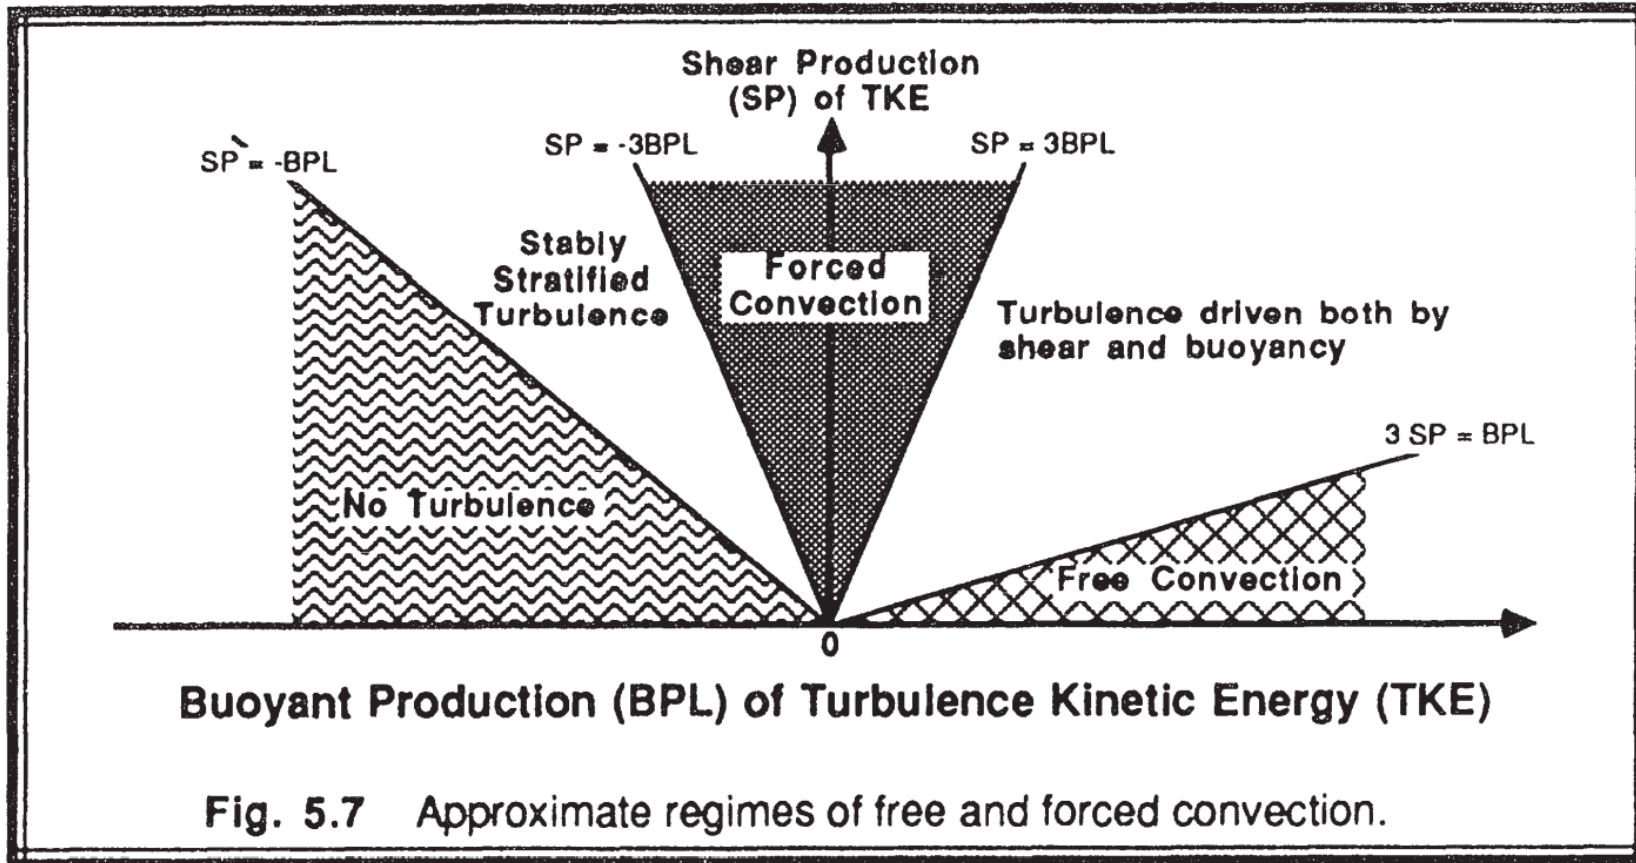 Shear Production
(SP) of TKE
SP = -BPL
SP = -3BPL
SP = 3BPL
Stably
Stratified
Turbulence
Forced
Convection
Turbulence driven both by
shear and buoyancy
3 SP = BPL
No Turbulence
Free Convection
0
Buoyant Production (BPL) of Turbulence Kinetic Energy (TKE)
Fig. 5.7 Approximate regimes of free and forced convection.